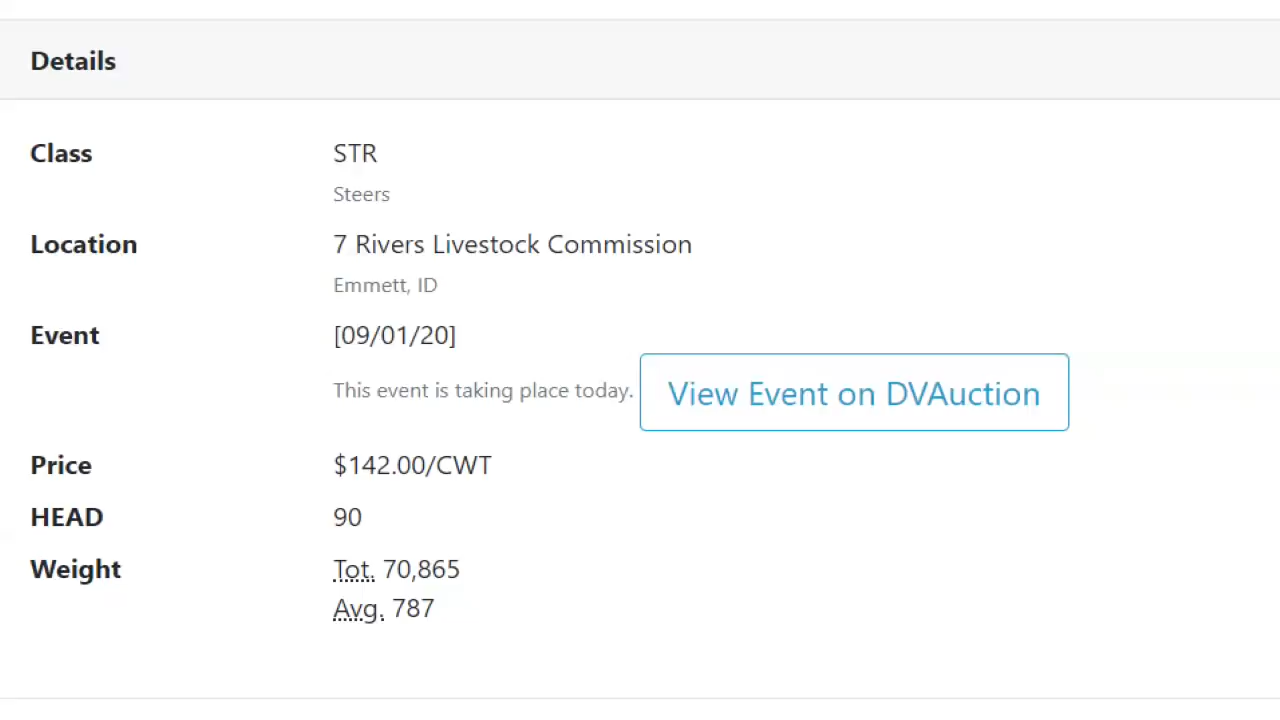 Details
Class STR
Steers
Location 7 Rivers Livestock Commission
Emmett, ID
Event [09/01/20]
This event is taking place today. View Event on DVAuction
Price $142.00/CWT
HEAD 90
Weight Tot. 70,865
Avg. 787